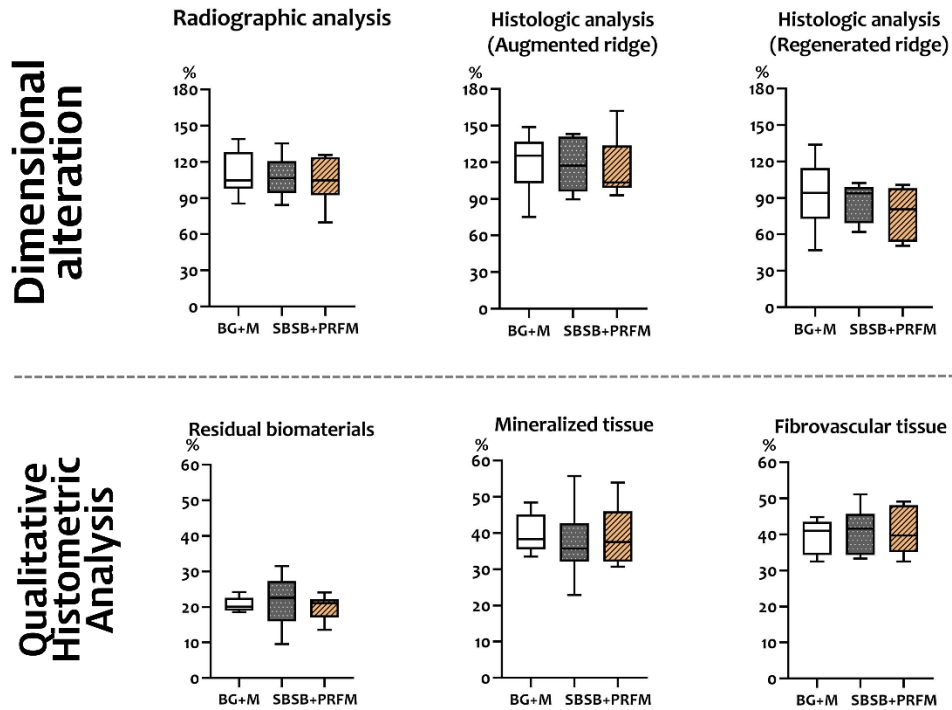 Dimensional
alteration
Radiographic analysis
%
180
150
120
90
60
30
0
BG+M SBSB+PRFM
Histologic analysis
(Augmented ridge)
%
180
150
120
90
60
30
0
BG+M SBSB+PRFM
Histologic analysis
(Regenerated ridge)
%
180
150
120
90
60
30
0
BG+M SBSB+PRFM
Qualitative
Histometric
Analysis
Residual biomaterials
%
60
50
40
30
20
10
0
BG+M SBSB+PRFM
Mineralized tissue
%
60
50
40
30
20
10
0
BG+M SBSB+PRFM
Fibrovascular tissue
%
60
50
40
30
20
10
0
BG+M SBSB+PRFM